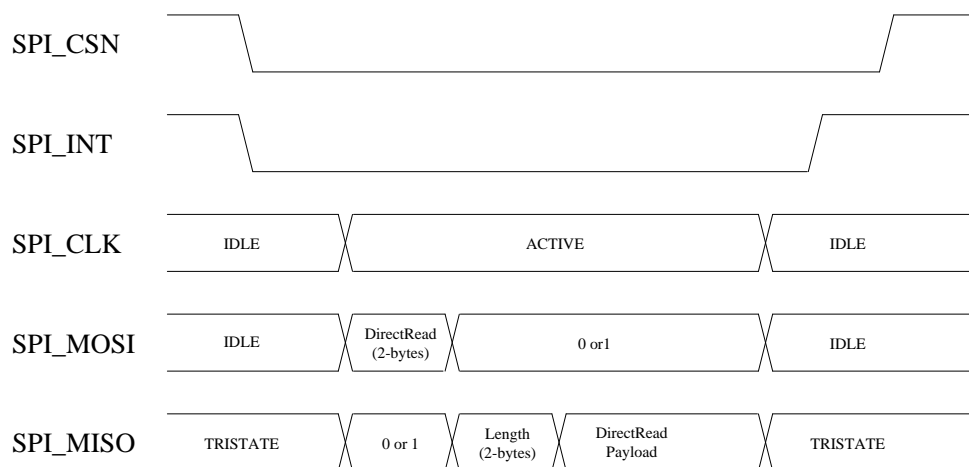 SPI_CSN
SPI_INT
SPI_CLK
IDLE
ACTIVE
IDLE
SPI_MOSI
IDLE
DirectRead
(2-bytes)
0 or1
IDLE
SPI_MISO
TRISTATE
0 or 1
Length
(2-bytes)
DirectRead
Payload
TRISTATE